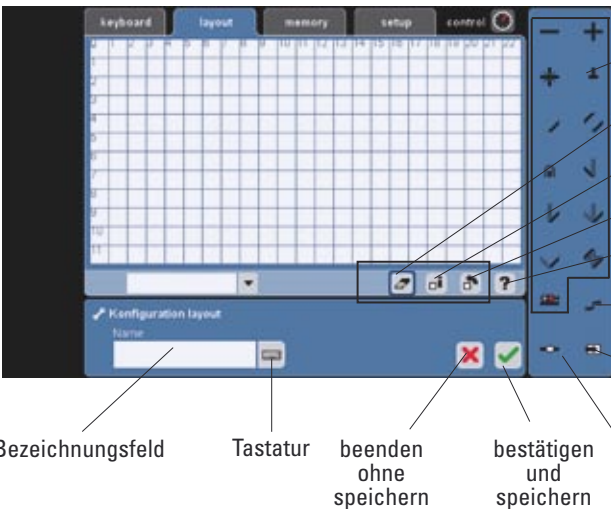 keyboard layout memory setup control
0 1 2 3 4 5 6 7 8 9 10 11 12 13 14 15 16 17 18 19 20 21 22
1
2
3
4
5
6
7
8
9
10
11
?
Konfiguration layout
Name
Bezeichnungsfeld
Tastatur
beenden
ohne
speichern
bestätigen
und
speichern